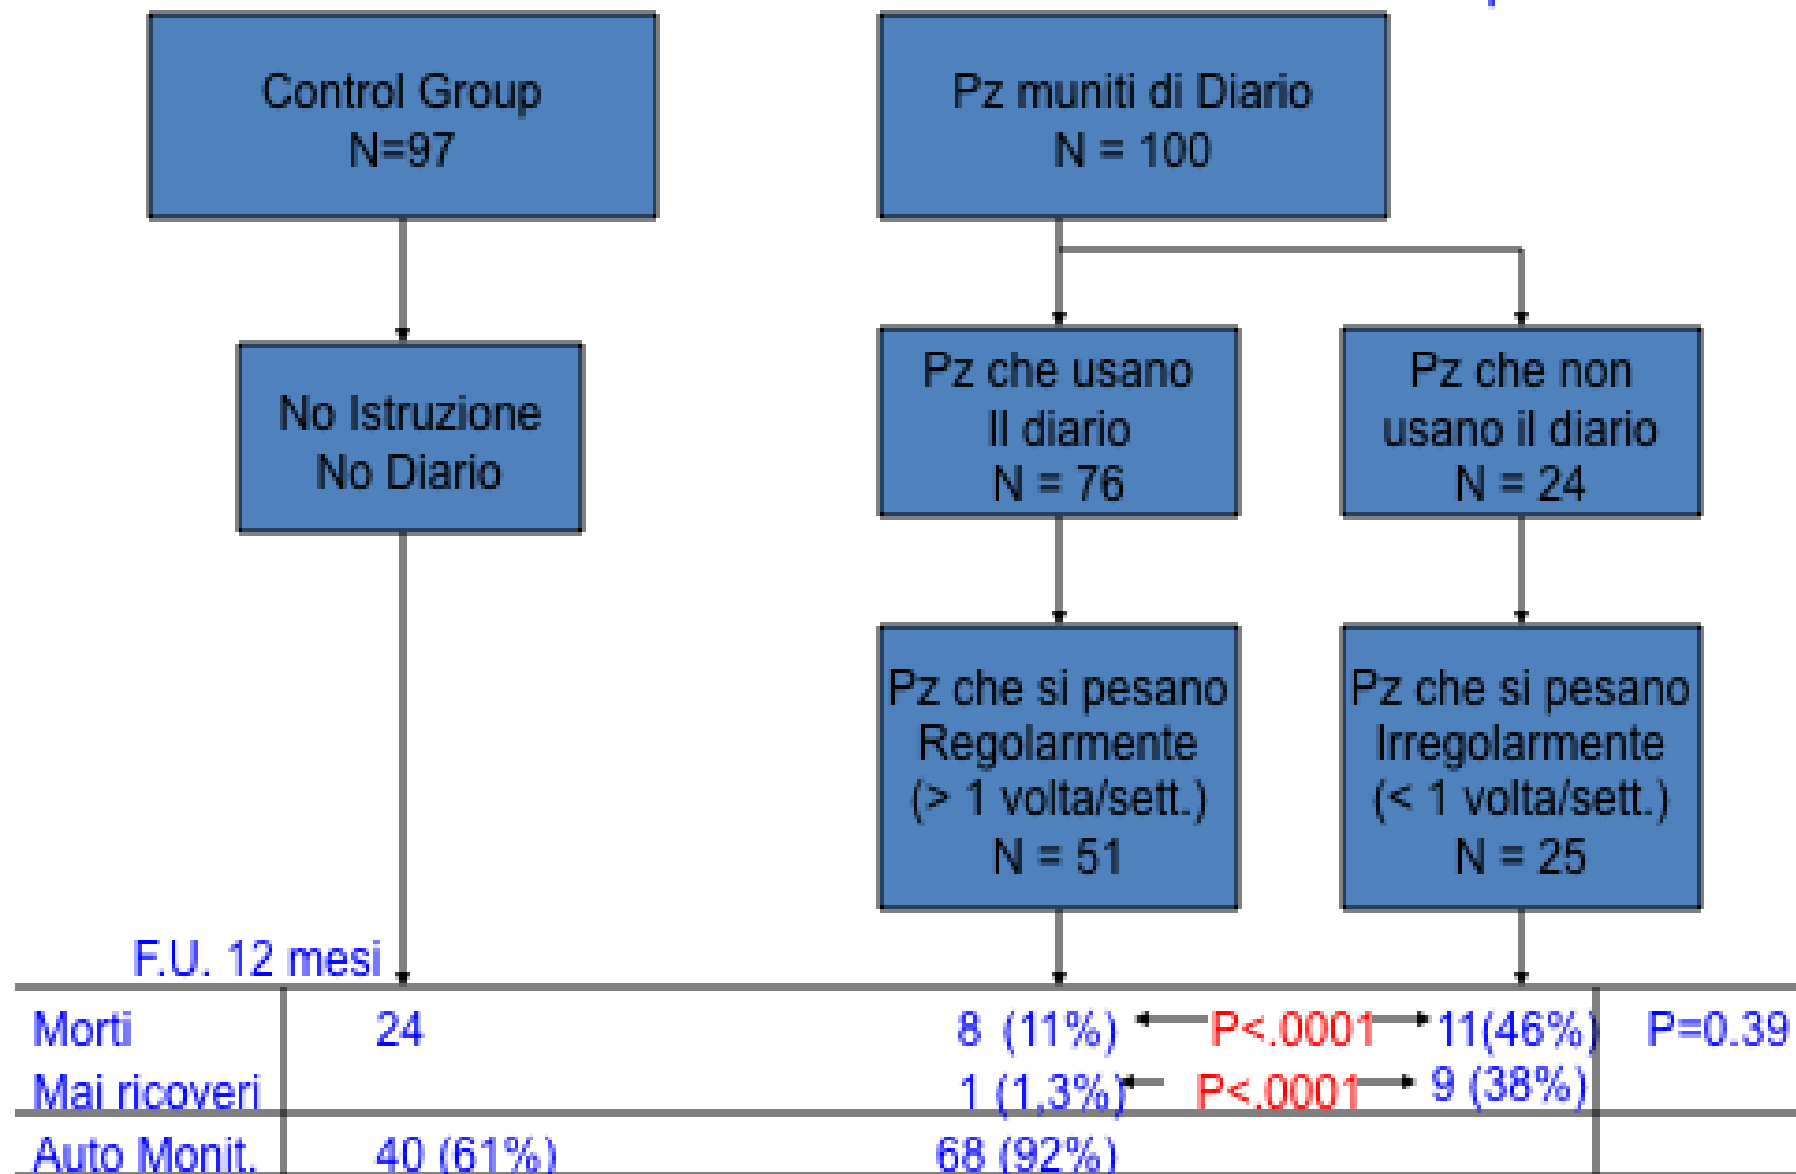 Control Group
N=97
Pz muniti di Diario
N = 100
No Istruzione
No Diario
Pz che usano
Il diario
N = 76
Pz che non
usano il diario
N = 24
Pz che si pesano
Regolarmente
(> 1 volta/sett.)
N = 51
Pz che si pesano
Irregolarmente
(< 1 volta/sett.)
N = 25
F.U. 12 mesi
Morti 24 8 (11%) P<.0001 11(46%) P=0.39
Mai ricoveri 1 (1,3%) P<.0001 9 (38%)
Auto Monit. 40 (61%) 68 (92%)